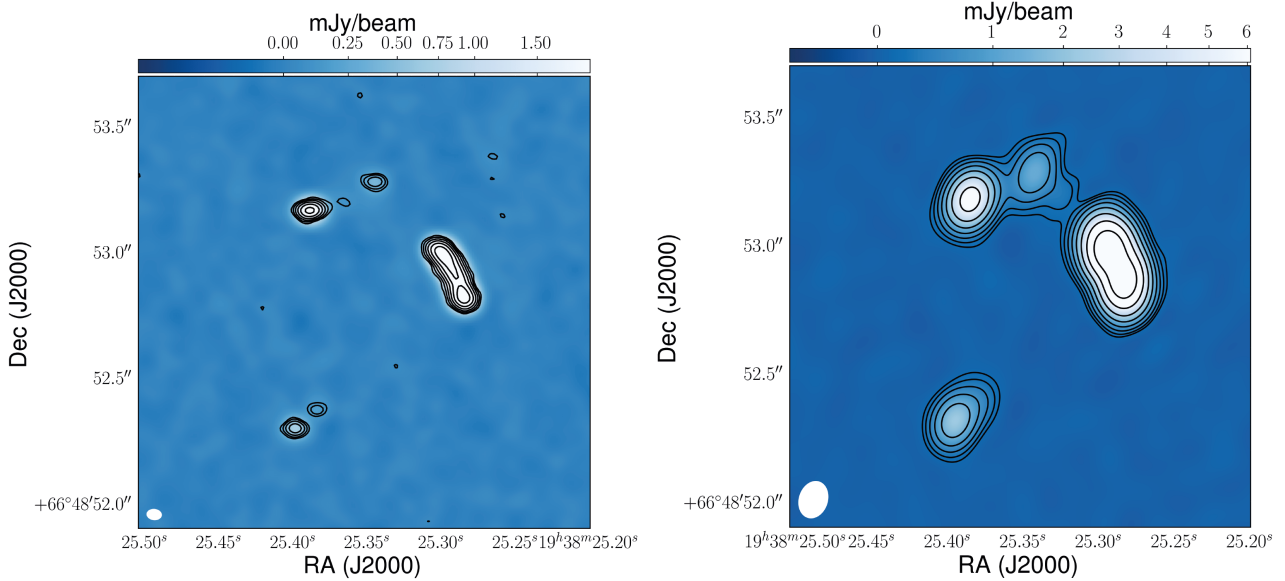 mJy/beam
0.00 0.25 0.50 0.75 1.00 1.50
53.5″
53.0″
52.5″
+66°48′52.0″
Dec (J2000)
25.50ˢ 25.45ˢ 25.40ˢ 25.35ˢ 25.30ˢ 25.25ˢ 19ʰ38ᵐ25.20ˢ
RA (J2000)
mJy/beam
0 1 2 3 4 5 6
53.5″
53.0″
52.5″
+66°48′52.0″
Dec (J2000)
19ʰ38ᵐ25.50ˢ 25.45ˢ 25.40ˢ 25.35ˢ 25.30ˢ 25.25ˢ 25.20ˢ
RA (J2000)